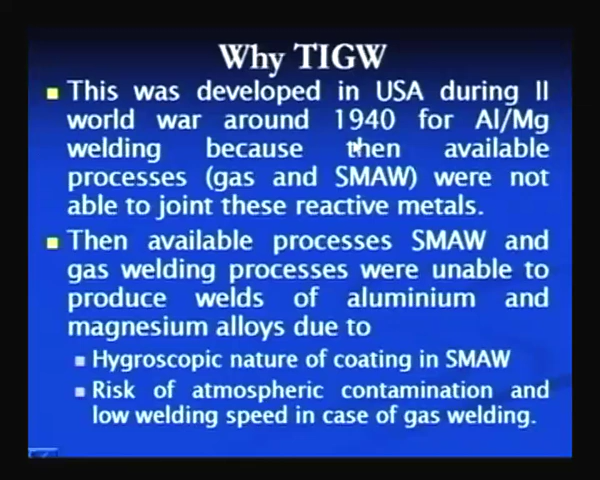 Why TIGW
This was developed in USA during II
world war around 1940 for Al/Mg
welding because then available
processes (gas and SMAW) were not
able to joint these reactive metals.
Then available processes SMAW and
gas welding processes were unable to
produce welds of aluminium and
magnesium alloys due to
Hygroscopic nature of coating in SMAW
Risk of atmospheric contamination and
low welding speed in case of gas welding.